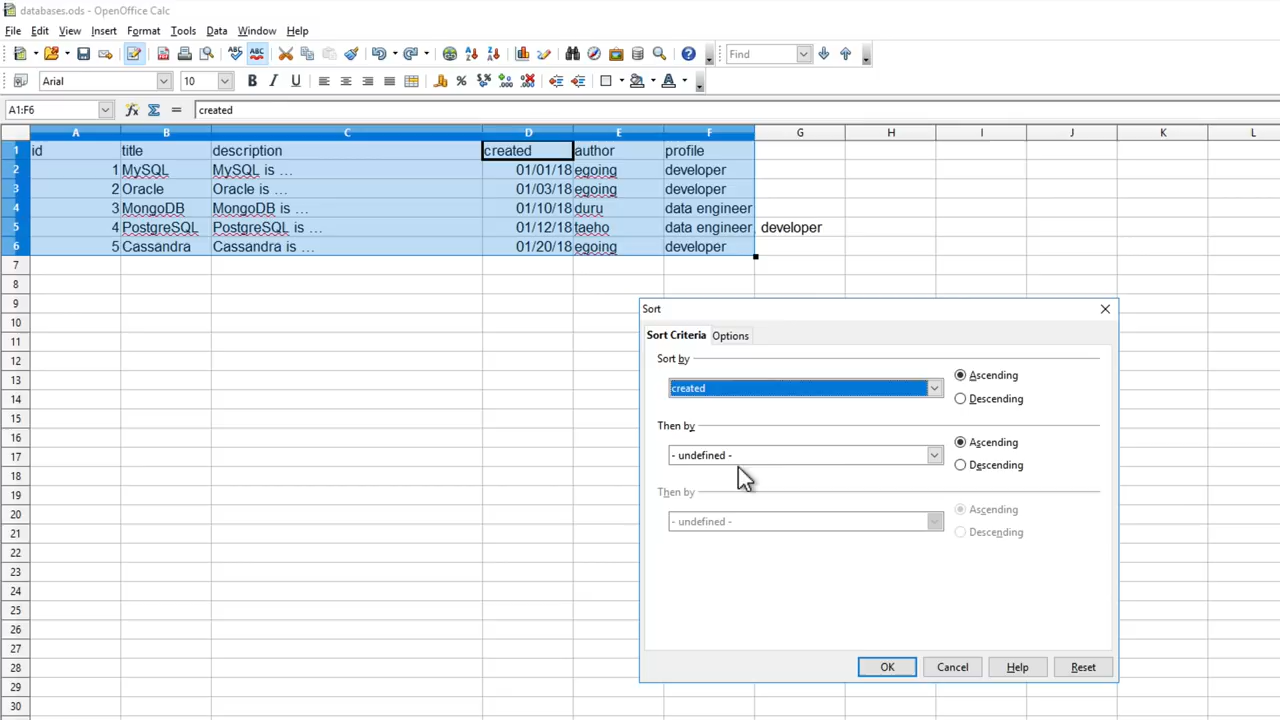 databases.ods - OpenOffice Calc
File Edit View Insert Format Tools Data Window Help
Find
Arial 10
A1:F6 created
A B C D E F G H I J K L
1 id title description created author profile
2 1 MySQL MySQL is ... 01/01/18 egoing developer
3 2 Oracle Oracle is ... 01/03/18 egoing developer
4 3 MongoDB MongoDB is ... 01/10/18 duru data engineer
5 4 PostgreSQL PostgreSQL is ... 01/12/18 taeho data engineer, developer
6 5 Cassandra Cassandra is ... 01/20/18 egoing developer
7
8
9
10
11
12
13
14
15
16
17
18
19
20
21
22
23
24
25
26
27
28
29
30
Sort
Sort Criteria Options
Sort by
created
Ascending
Descending
Then by
- undefined -
Ascending
Descending
Then by
- undefined -
Ascending
Descending
OK Cancel Help Reset